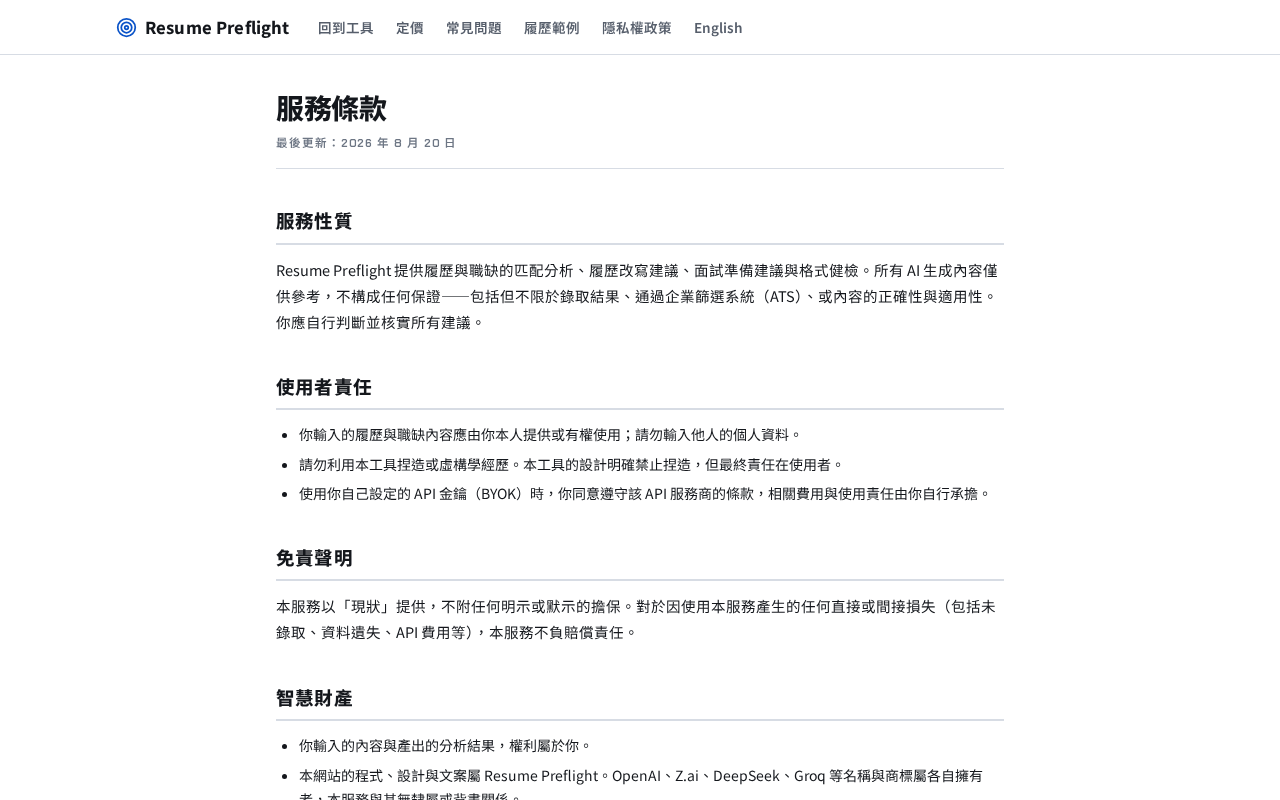 Resume Preflight
回到工具
定價
常見問題
履歷範例
隱私權政策
English
服務條款
最後更新：2026 年 8 月 20 日
服務性質
Resume Preflight 提供履歷與職缺的匹配分析、履歷改寫建議、面試準備建議與格式健檢。所有 AI 生成內容僅
供參考，不構成任何保證——包括但不限於錄取結果、通過企業篩選系統（ATS）、或內容的正確性與適用性。
你應自行判斷並核實所有建議。
使用者責任
• 你輸入的履歷與職缺內容應由你本人提供或有權使用；請勿輸入他人的個人資料。
• 請勿利用本工具捏造或虛構學經歷。本工具的設計明確禁止捏造，但最終責任在使用者。
• 使用你自己設定的 API 金鑰（BYOK）時，你同意遵守該 API 服務商的條款，相關費用與使用責任由你自行承擔。
免責聲明
本服務以「現狀」提供，不附任何明示或默示的擔保。對於因使用本服務產生的任何直接或間接損失（包括未
錄取、資料遺失、API 費用等），本服務不負賠償責任。
智慧財產
• 你輸入的內容與產出的分析結果，權利屬於你。
• 本網站的程式、設計與文案屬 Resume Preflight。OpenAI、Z.ai、DeepSeek、Groq 等名稱與商標屬各自擁有
者，本服務與其無隸屬或背書關係。